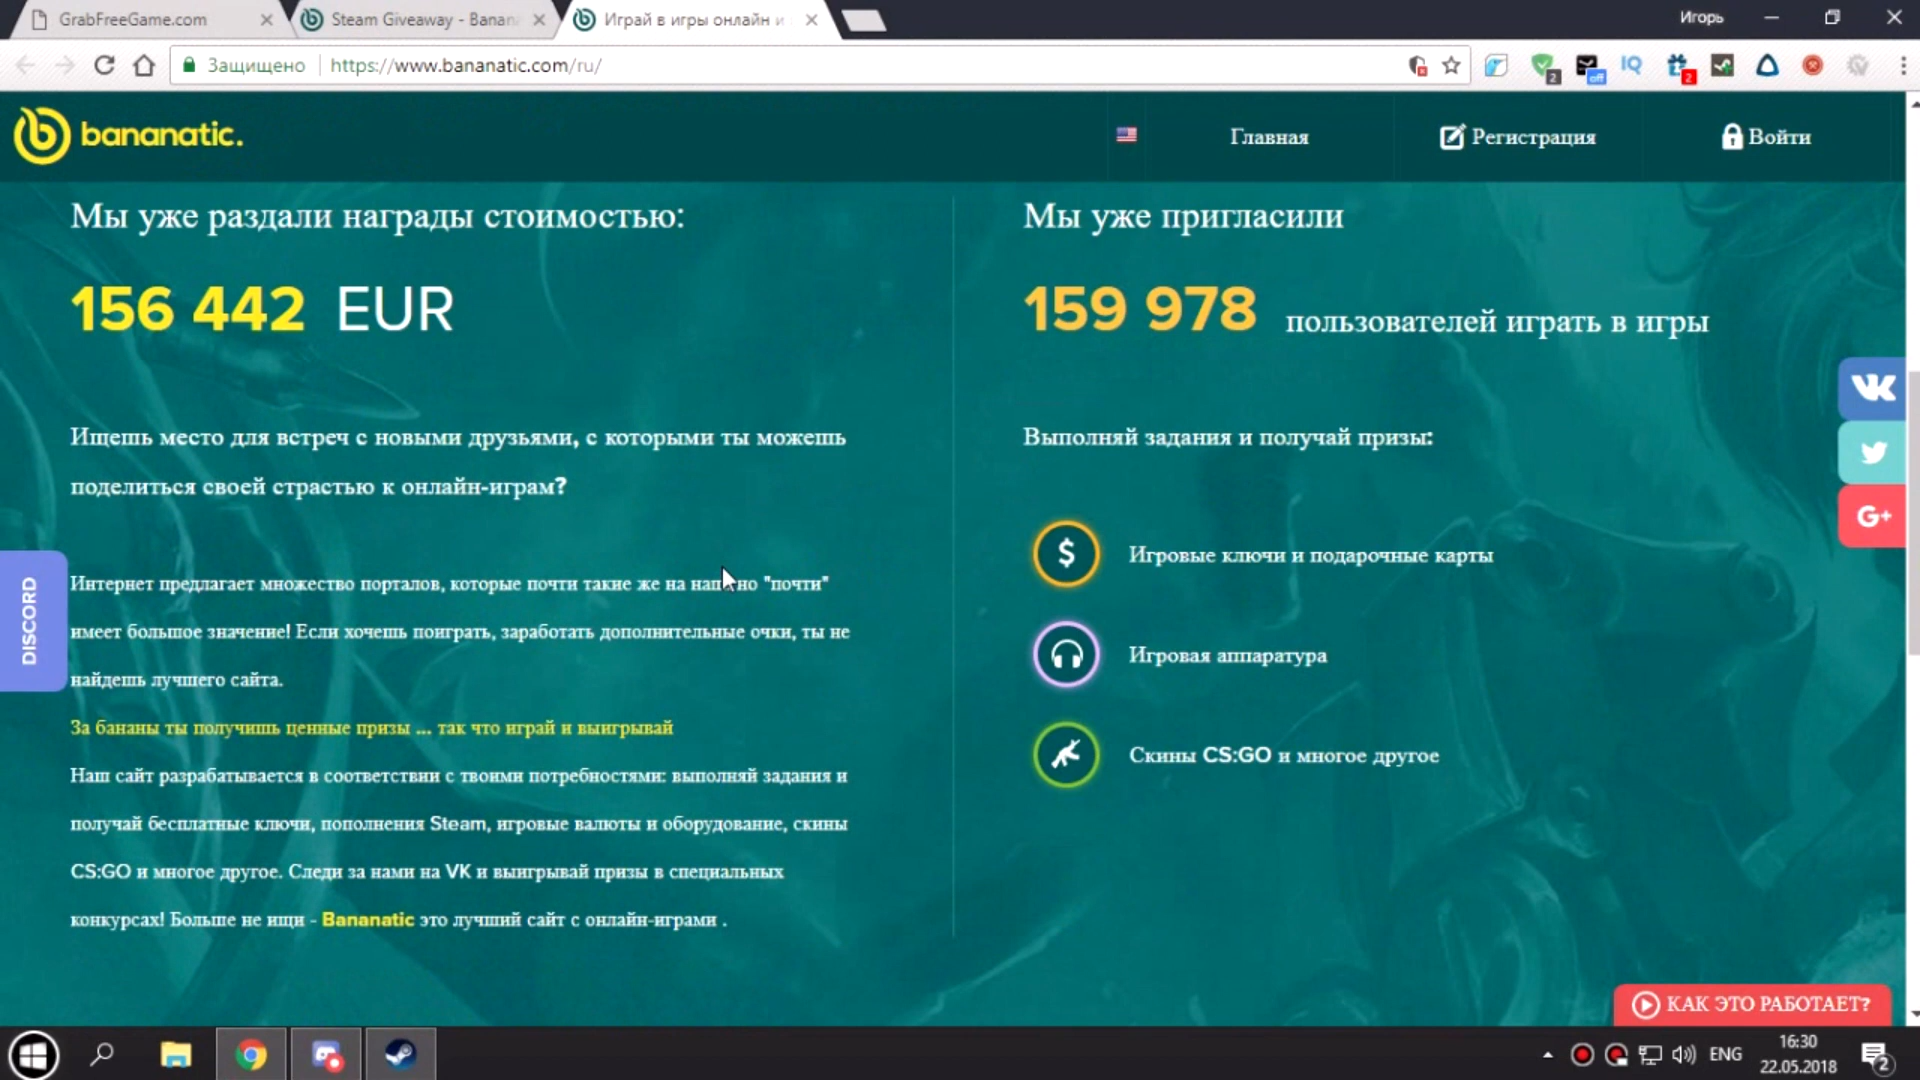 GrabFreeGame.com
Steam Giveaway - Banan
Играй в игры онлайн и
Игорь
Защищено
https://www.bananatic.com/ru/
2
off
IQ
2
bananatic.
Главная
Регистрация
Войти
Мы уже раздали награды стоимостью:
156 442 EUR
Ищешь место для встреч с новыми друзьями, с которыми ты можешь
поделиться своей страстью к онлайн-играм?
Интернет предлагает множество порталов, которые почти такие же на но "почти"
имеет большое значение! Если хочешь поиграть, заработать дополнительные очки, ты не
найдешь лучшего сайта.
За бананы ты получишь ценные призы ... так что играй и выигрывай
Наш сайт разрабатывается в соответствии с твоими потребностями: выполняй задания и
получай бесплатные ключи, пополнения Steam, игровые валюты и оборудование, скины
CS:GO и многое другое. Следи за нами на VK и выигрывай призы в специальных
конкурсах! Больше не ищи - Bananatic это лучший сайт с онлайн-играми .
Мы уже пригласили
159 978 пользователей играть в игры
Выполняй задания и получай призы:
$
Игровые ключи и подарочные карты
Игровая аппаратура
Скины CS:GO и многое другое
G+
DISCORD
КАК ЭТО РАБОТАЕТ?
ENG
16:30
22.05.2018
2